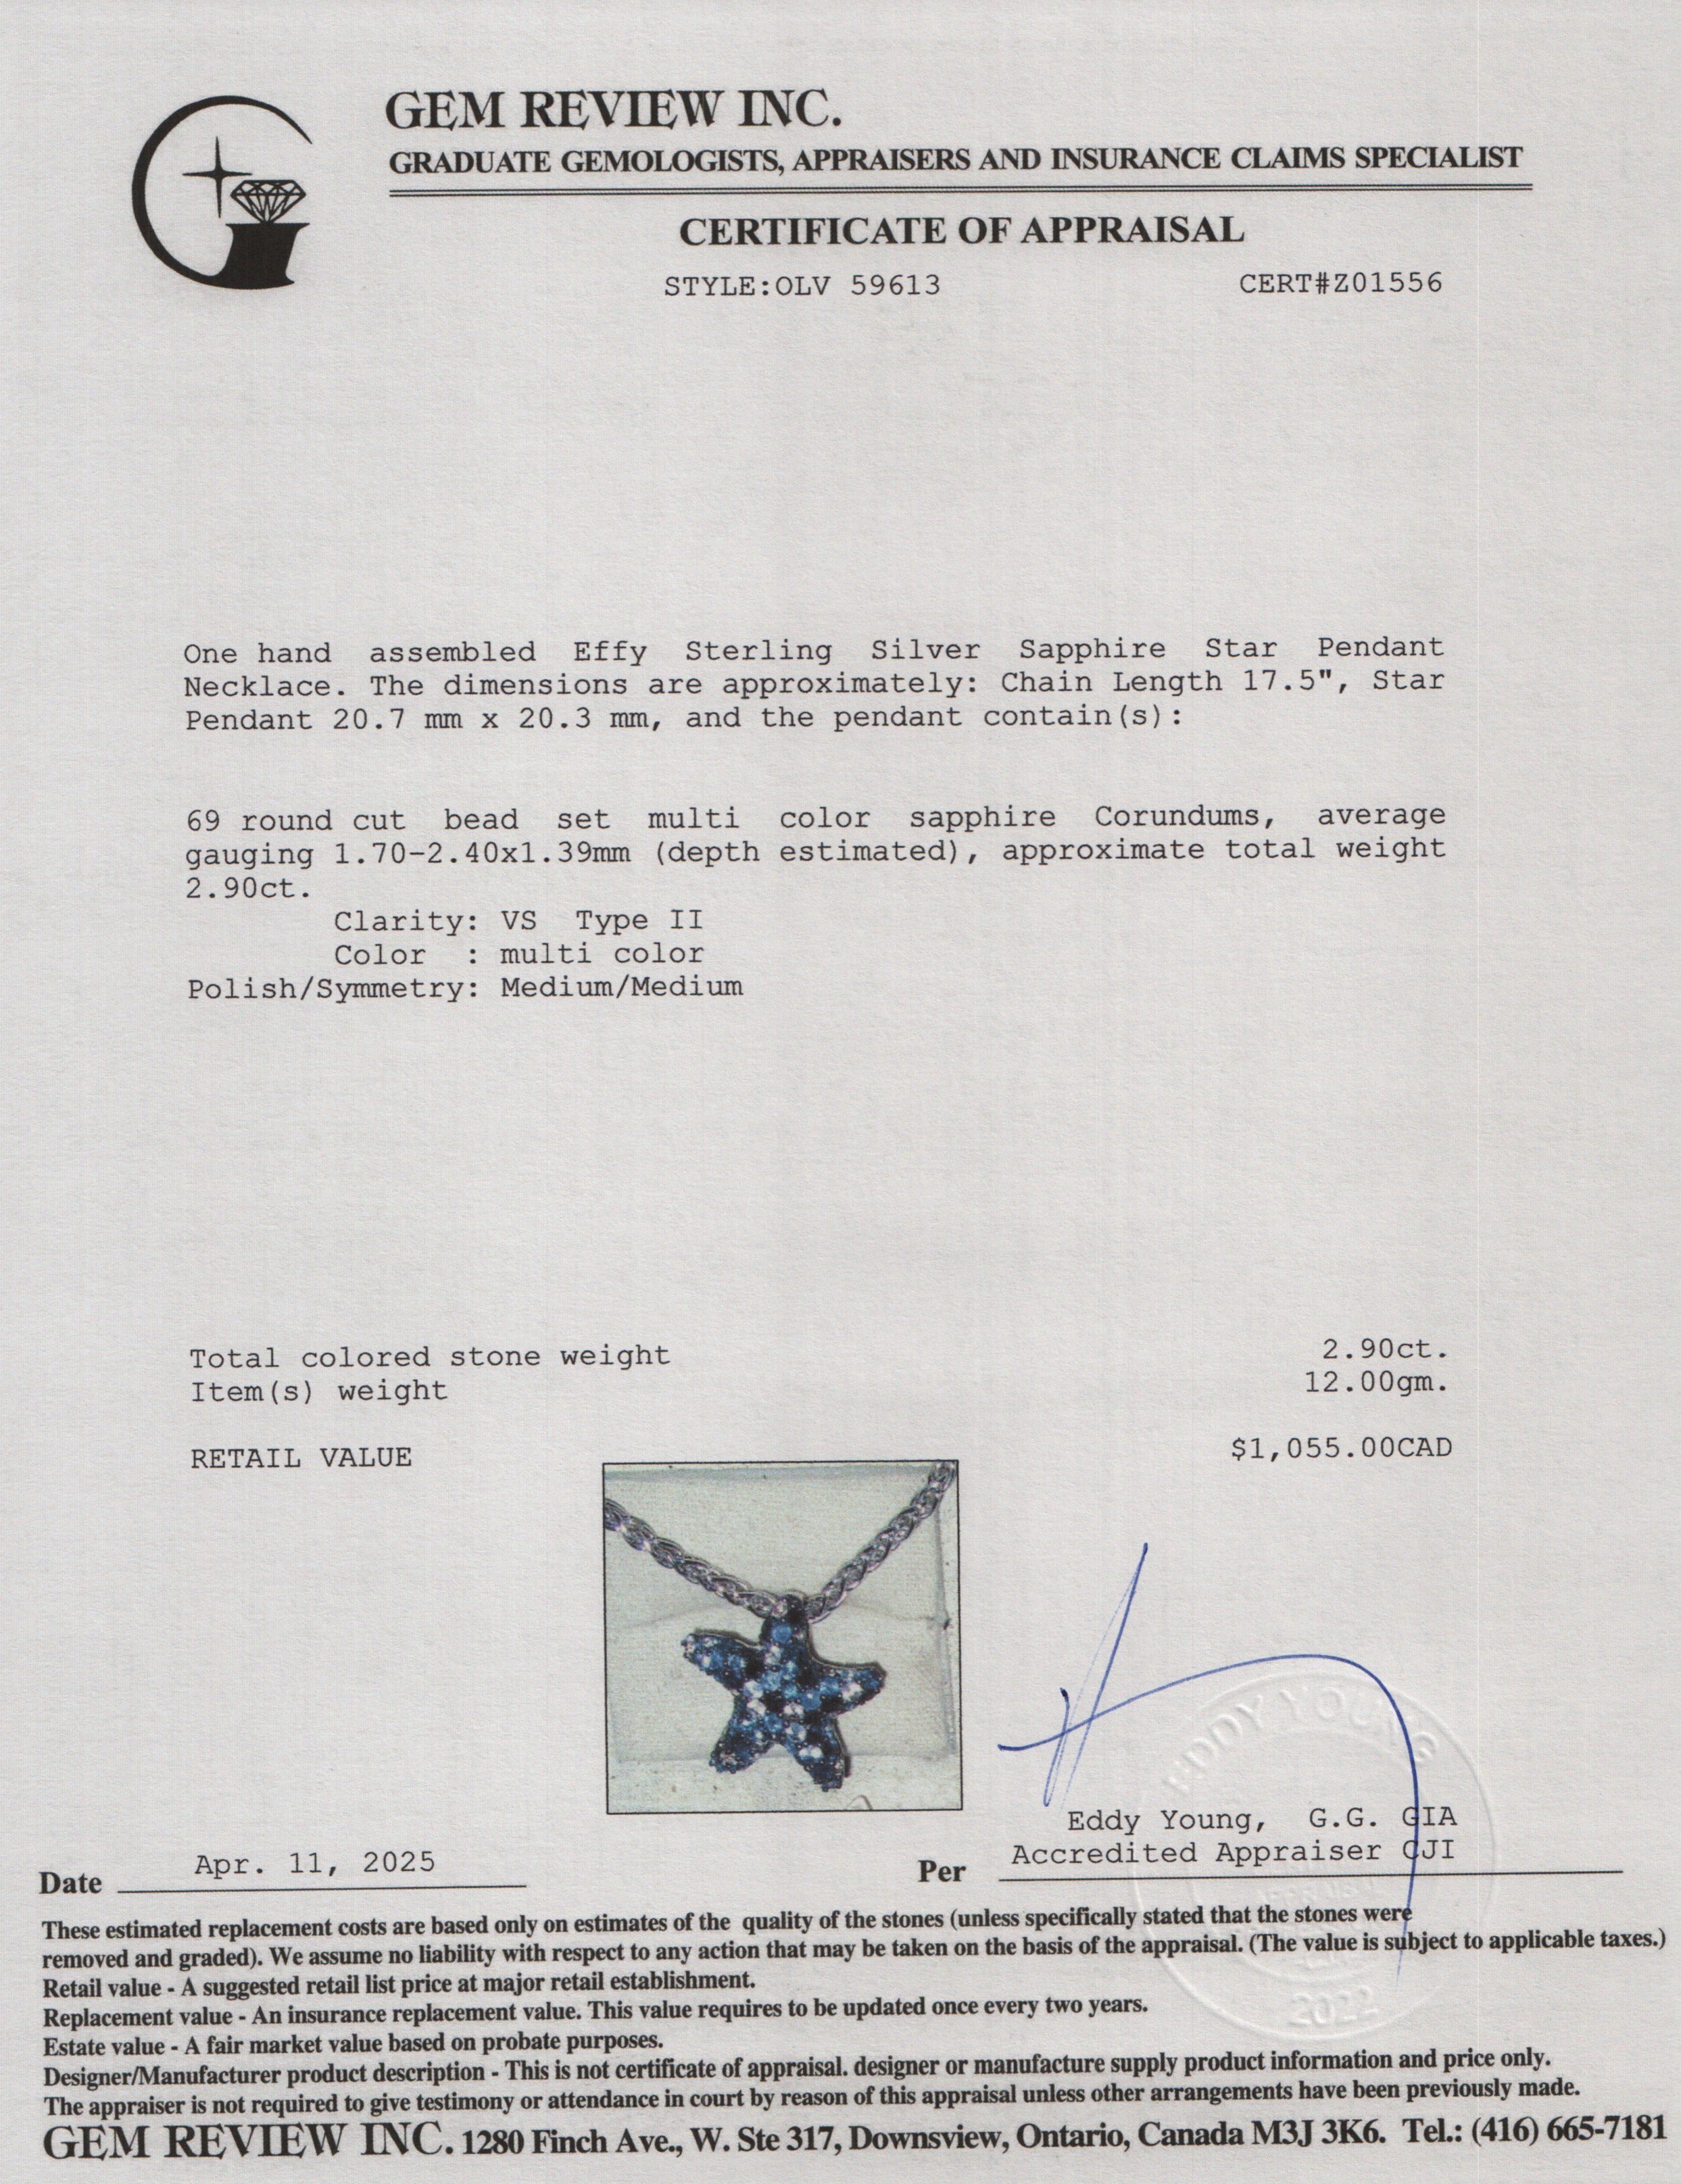 GEM REVIEW INC.
GRADUATE GEMOLOGISTS, APPRAISERS AND INSURANCE CLAIMS SPECIALIST
CERTIFICATE OF APPRAISAL
STYLE:OLV 59613 CERT#Z01556
One hand assembled Effy Sterling Silver Sapphire Star Pendant
Necklace. The dimensions are approximately: Chain Length 17.5", Star
Pendant 20.7 mm x 20.3 mm, and the pendant contain(s):
69 round cut bead set multi color sapphire Corundums, average
gauging 1.70-2.40x1.39mm (depth estimated), approximate total weight
2.90ct.
Clarity: VS Type II
Color : multi color
Polish/Symmetry: Medium/Medium
Total colored stone weight 2.90ct.
Item(s) weight 12.00gm.
RETAIL VALUE $1,055.00CAD
EDDY YOUNG
Eddy Young, G.G. GIA
Accredited Appraiser CJI
Date Apr. 11, 2025 Per
2022
These estimated replacement costs are based only on estimates of the quality of the stones (unless specifically stated that the stones were
removed and graded). We assume no liability with respect to any action that may be taken on the basis of the appraisal. (The value is subject to applicable taxes.)
Retail value - A suggested retail list price at major retail establishment.
Replacement value - An insurance replacement value. This value requires to be updated once every two years.
Estate value - A fair market value based on probate purposes.
Designer/Manufacturer product description - This is not certificate of appraisal. designer or manufacture supply product information and price only.
The appraiser is not required to give testimony or attendance in court by reason of this appraisal unless other arrangements have been previously made.
GEM REVIEW INC. 1280 Finch Ave., W. Ste 317, Downsview, Ontario, Canada M3J 3K6. Tel.: (416) 665-7181